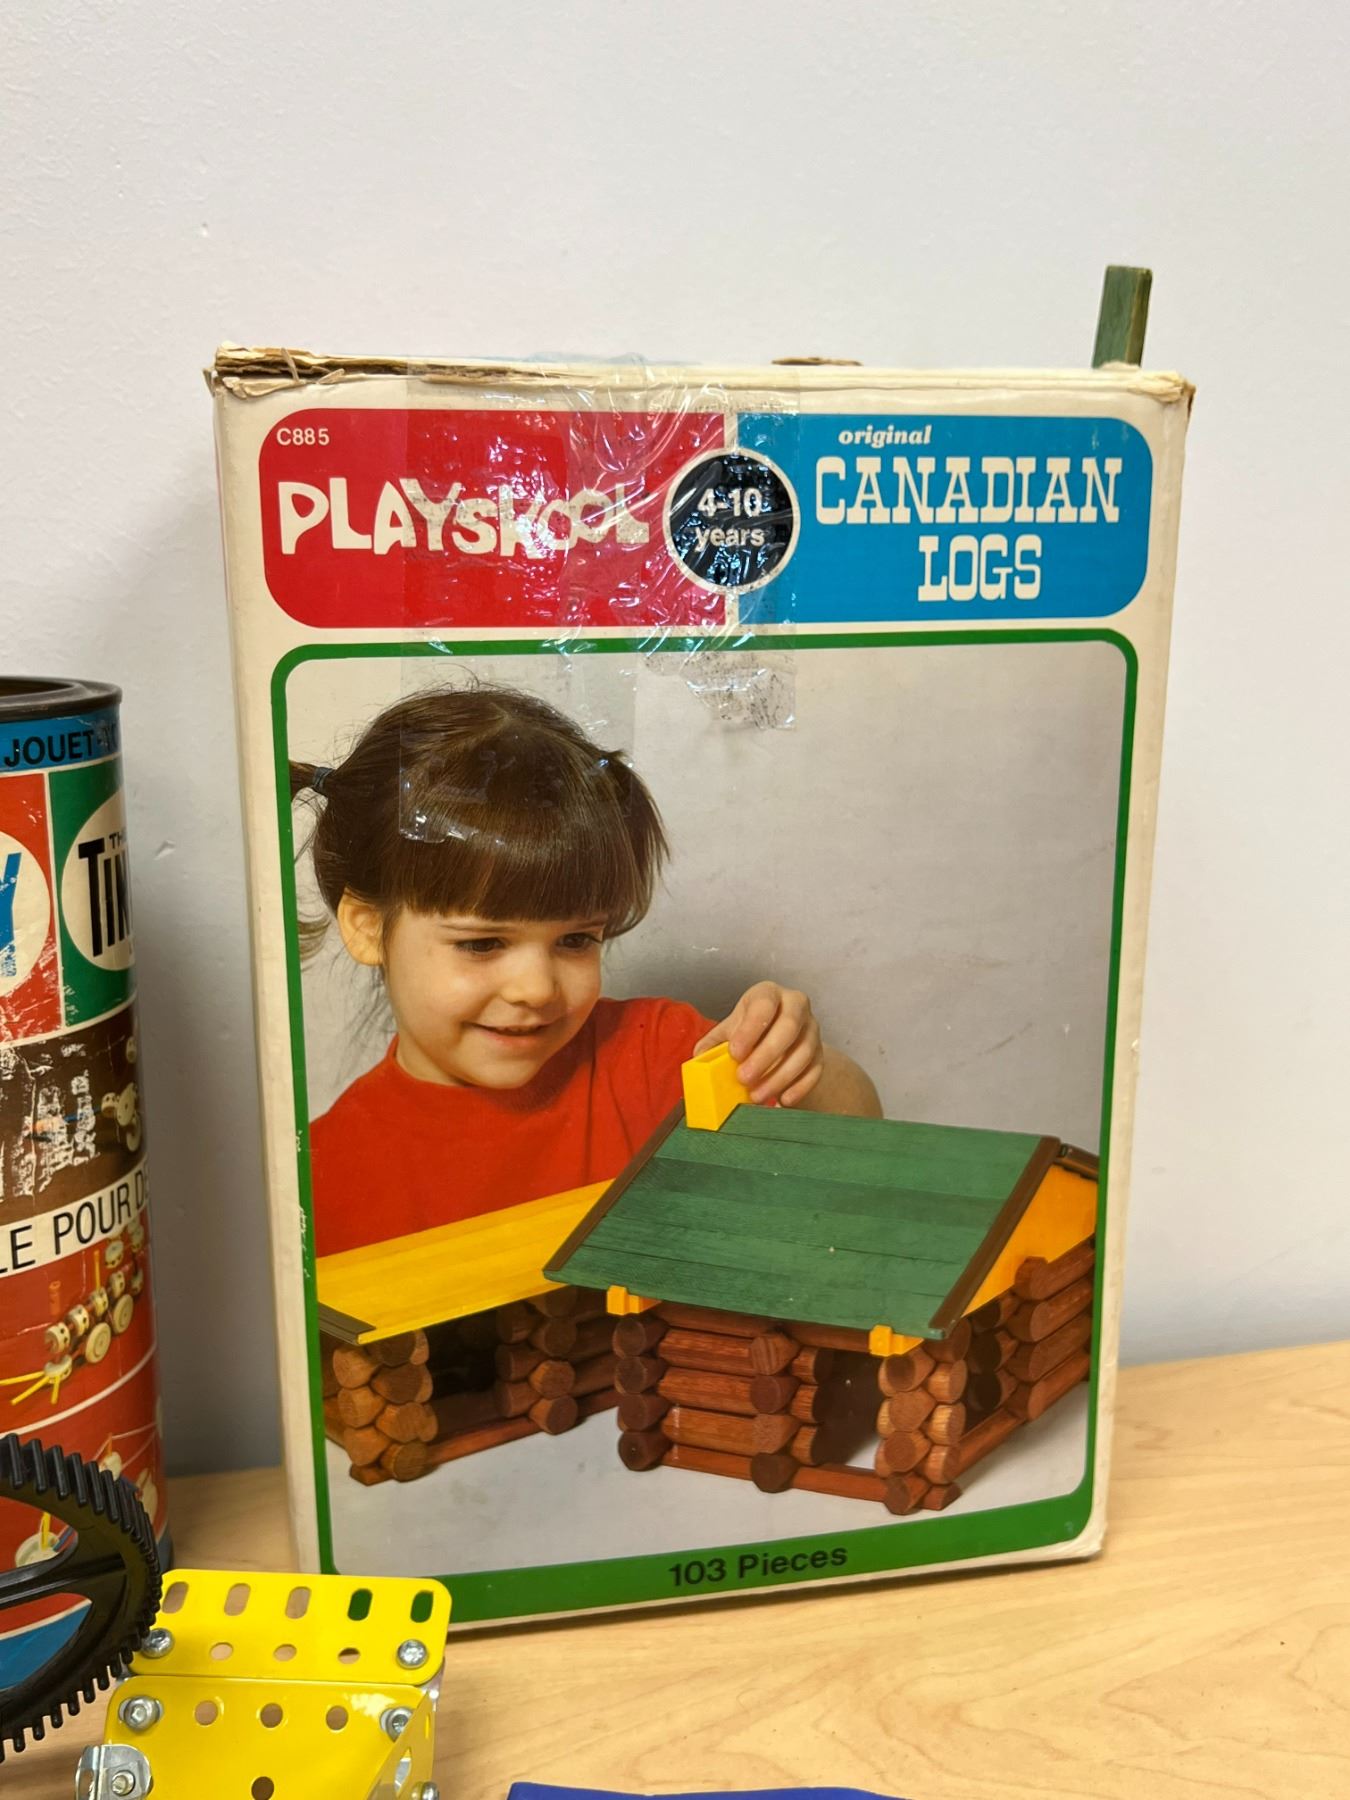 C885
PLAYSKOOL
4-10
years
original
CANADIAN
LOGS
103 Pieces
JOUET
TIN
LE POUR